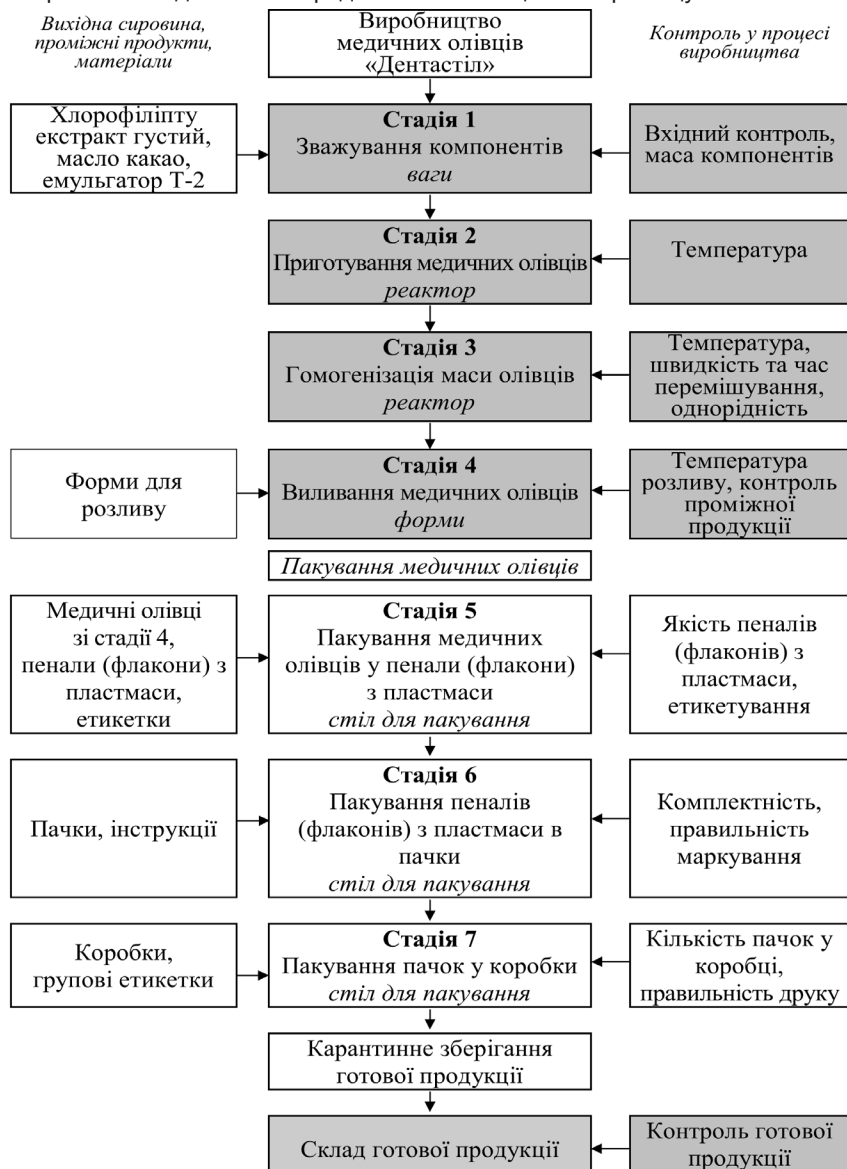 Вихідна сировина,
проміжні продукти,
матеріали
Виробництво
медичних олівців
«Дентастіл»
Контроль у процесі
виробництва
Хлорофіліпту
екстракт густий,
масло какао,
емульгатор Т-2
Стадія 1
Зважування компонентів
ваги
Вхідний контроль,
маса компонентів
Стадія 2
Приготування медичних олівців
реактор
Температура
Стадія 3
Гомогенізація маси олівців
реактор
Температура,
швидкість та час
перемішування,
однорідність
Форми для
розливу
Стадія 4
Виливання медичних олівців
форми
Температура
розливу, контроль
проміжної
продукції
Пакування медичних олівців
Медичні олівці
зі стадії 4,
пенали (флакони) з
пластмаси,
етикетки
Стадія 5
Пакування медичних
олівців у пенали (флакони)
з пластмаси
стіл для пакування
Якість пеналів
(флаконів) з
пластмаси,
етикетування
Пачки, інструкції
Стадія 6
Пакування пеналів
(флаконів) з пластмаси в
пачки
стіл для пакування
Комплектність,
правильність
маркування
Коробки,
групові етикетки
Стадія 7
Пакування пачок у коробки
стіл для пакування
Кількість пачок у
коробці,
правильність друку
Карантинне зберігання
готової продукції
Склад готової продукції
Контроль готової
продукції